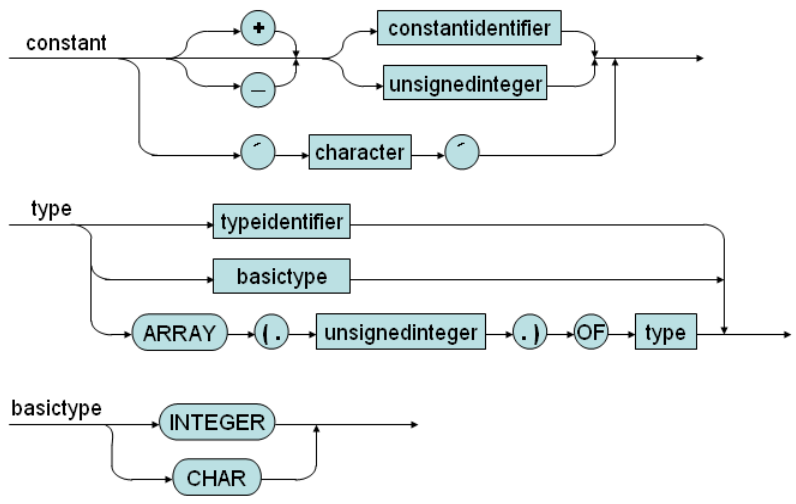 constant
+
constantidentifier
–
unsignedinteger
´ character ´
type
typeidentifier
basictype
ARRAY (. unsignedinteger .) OF type
basictype
INTEGER
CHAR